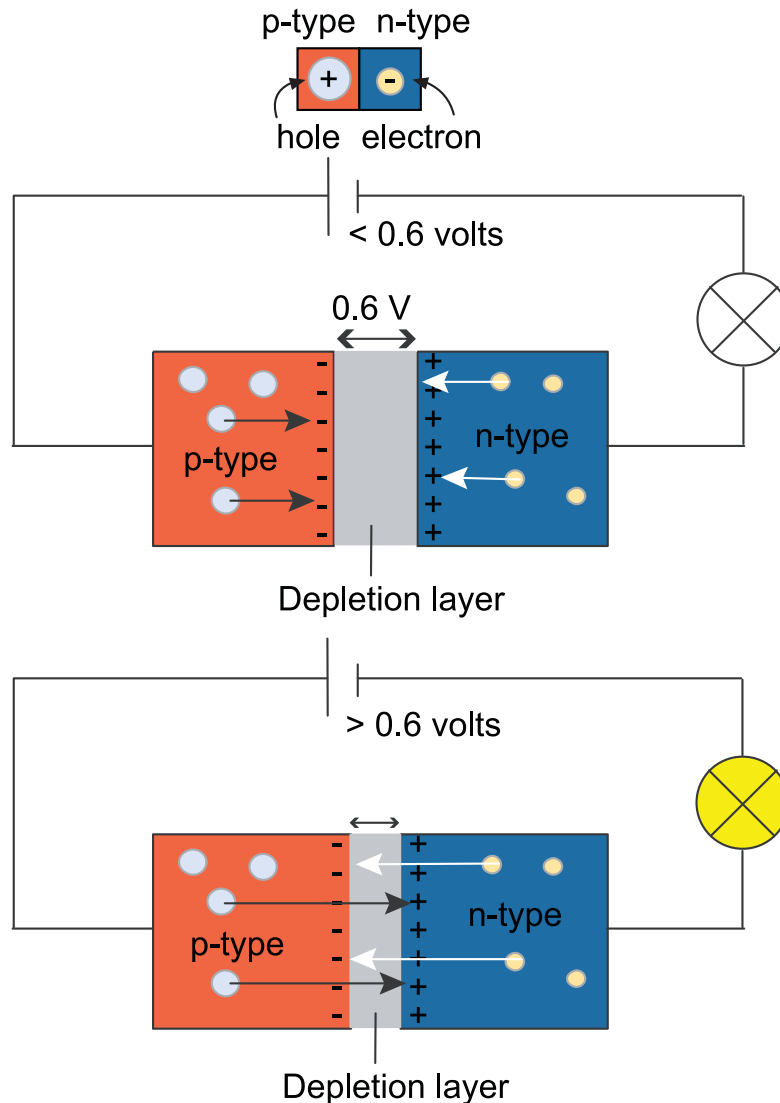 p-type n-type
+ -
hole electron
< 0.6 volts
0.6 V
- +
- +
- +
- +
- +
- +
- +
p-type n-type
Depletion layer
> 0.6 volts
- +
- +
- +
- +
- +
- +
- +
p-type n-type
Depletion layer